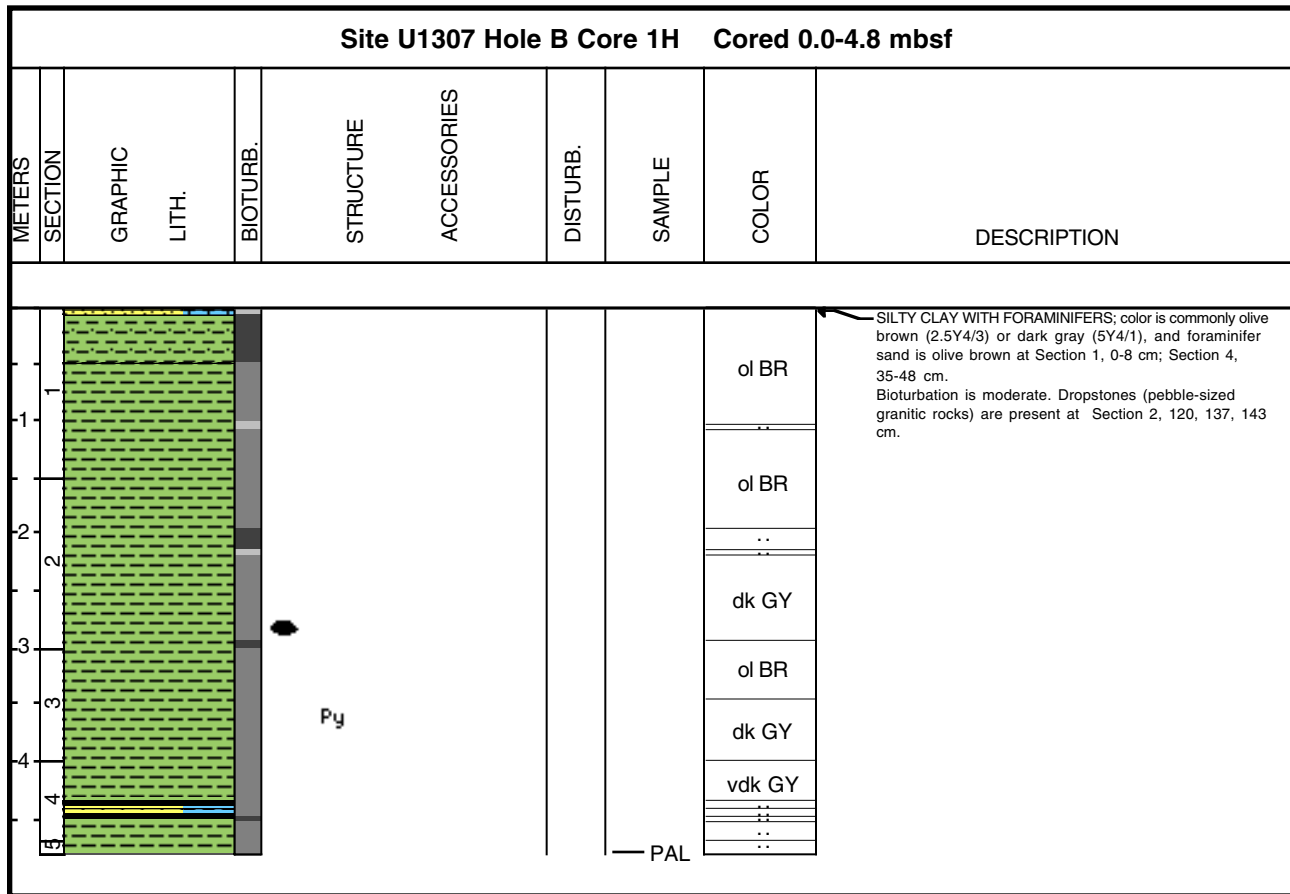 Site U1307 Hole B Core 1H Cored 0.0-4.8 mbsf
METERS
SECTION
GRAPHIC
LITH.
BIOTURB.
STRUCTURE
ACCESSORIES
DISTURB.
SAMPLE
COLOR
DESCRIPTION
1
2
3
4
1
2
3
4
5
Py
PAL
ol BR
ol BR
dk GY
ol BR
dk GY
vdk GY
SILTY CLAY WITH FORAMINIFERS; color is commonly olive
brown (2.5Y4/3) or dark gray (5Y4/1), and foraminifer
sand is olive brown at Section 1, 0-8 cm; Section 4,
35-48 cm.
Bioturbation is moderate. Dropstones (pebble-sized
granitic rocks) are present at Section 2, 120, 137, 143
cm.